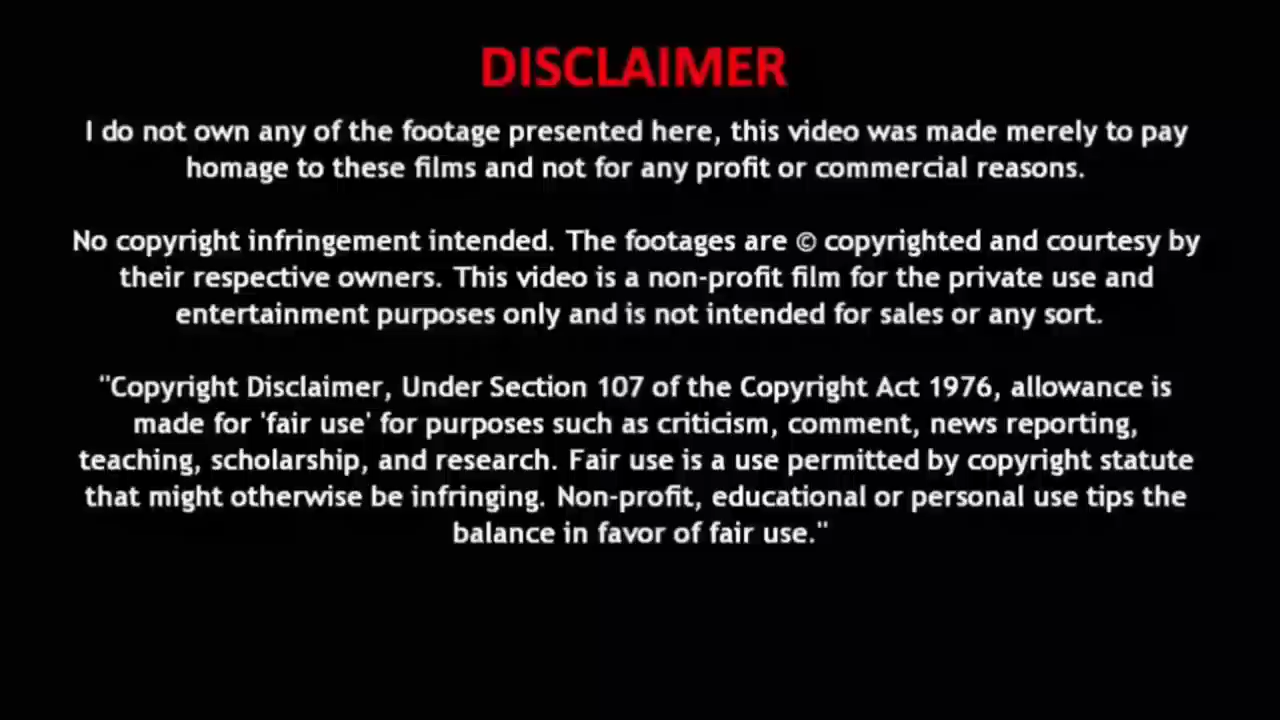 DISCLAIMER
I do not own any of the footage presented here, this video was made merely to pay
homage to these films and not for any profit or commercial reasons.
No copyright infringement intended. The footages are © copyrighted and courtesy by
their respective owners. This video is a non-profit film for the private use and
entertainment purposes only and is not intended for sales or any sort.
"Copyright Disclaimer, Under Section 107 of the Copyright Act 1976, allowance is
made for 'fair use' for purposes such as criticism, comment, news reporting,
teaching, scholarship, and research. Fair use is a use permitted by copyright statute
that might otherwise be infringing. Non-profit, educational or personal use tips the
balance in favor of fair use."